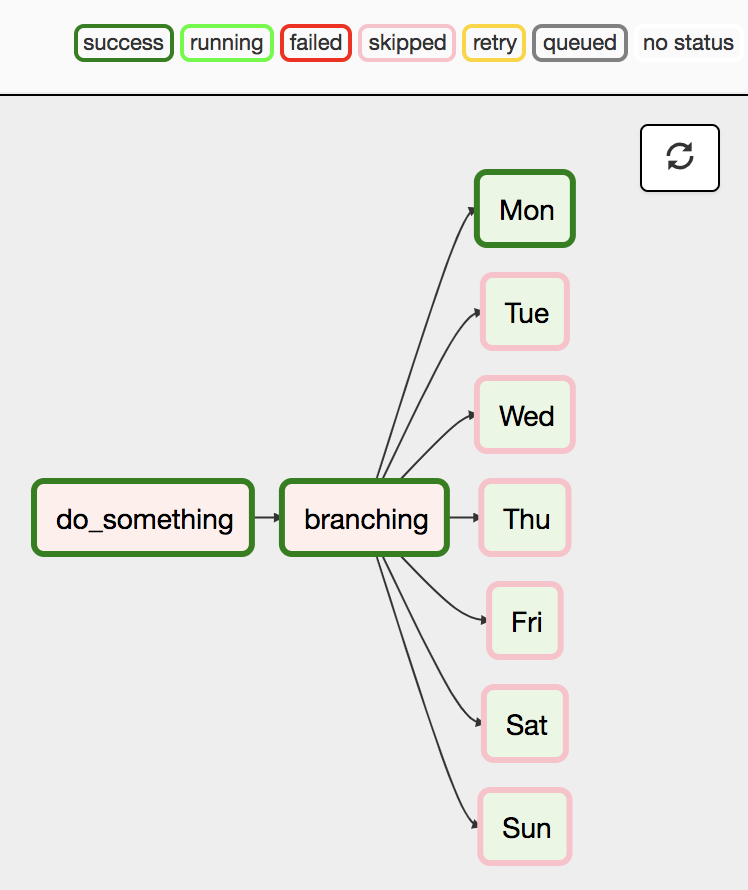 success running failed skipped retry queued no status
Mon
Tue
Wed
do_something branching Thu
Fri
Sat
Sun